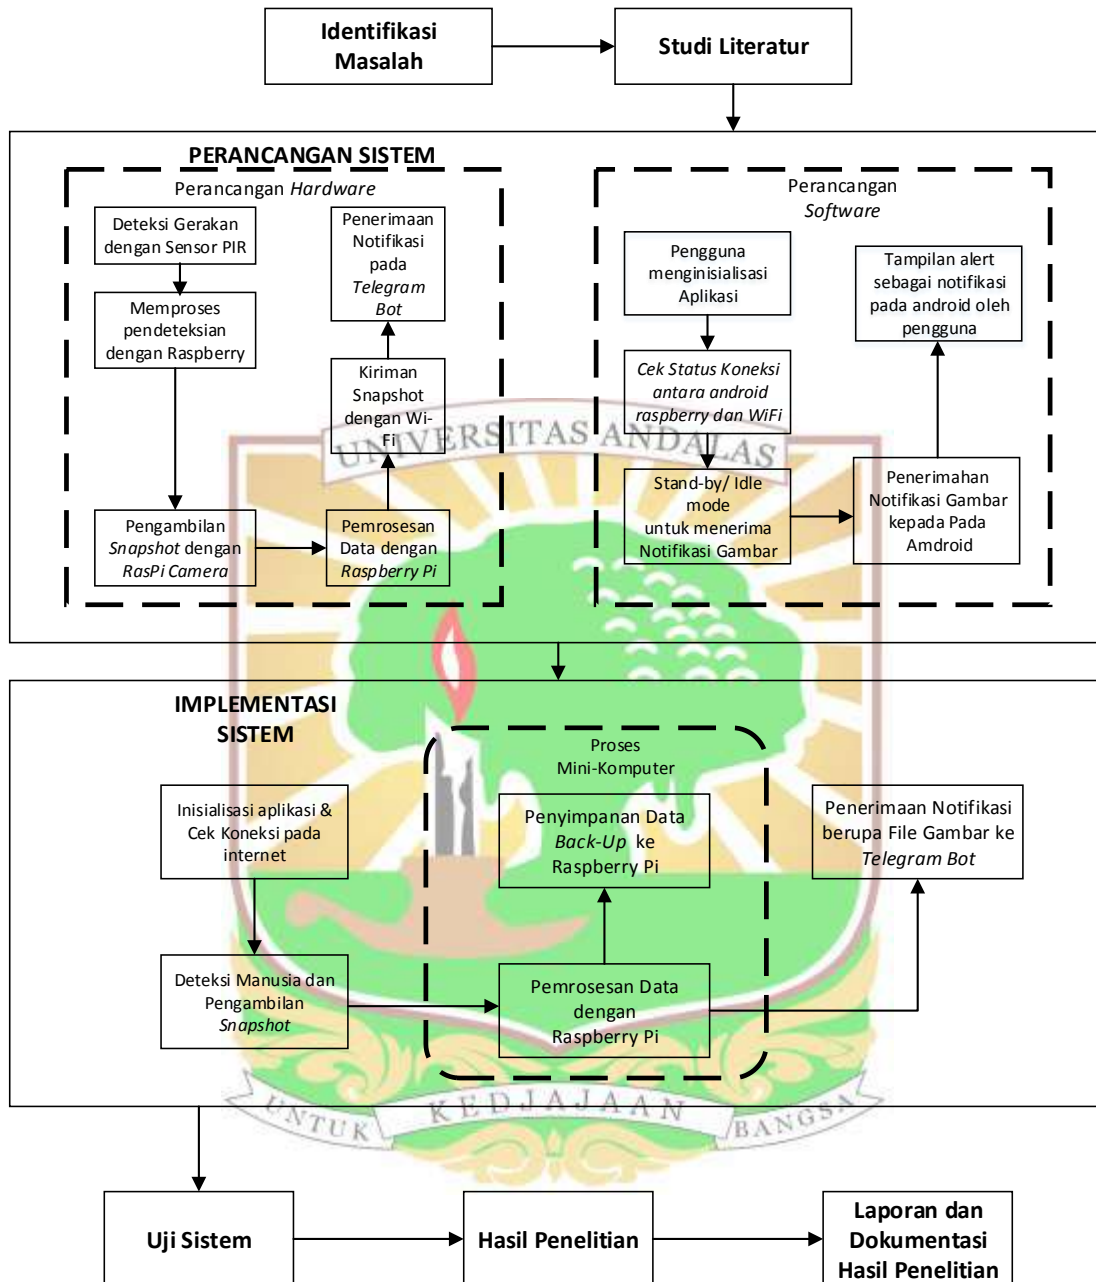 Identifikasi
Masalah
Studi Literatur
PERANCANGAN SISTEM
Perancangan Hardware
Deteksi Gerakan
dengan Sensor PIR
Memproses
pendeteksian
dengan Raspberry
Pengambilan
Snapshot dengan
RasPi Camera
Pemrosesan
Data dengan
Raspberry Pi
Kiriman
Snapshot
dengan Wi-
Fi
Penerimaan
Notifikasi
pada
Telegram
Bot
Perancangan
Software
Pengguna
menginisialisasi
Aplikasi
Cek Status Koneksi
antara android
raspberry dan WiFi
Stand-by/ Idle
mode
untuk menerima
Notifikasi Gambar
Penerimahan
Notifikasi Gambar
kepada Pada
Amdroid
Tampilan alert
sebagai notifikasi
pada android oleh
pengguna
UNIVERSITAS ANDALAS
IMPLEMENTASI
SISTEM
Inisialisasi aplikasi &
Cek Koneksi pada
internet
Deteksi Manusia dan
Pengambilan
Snapshot
Proses
Mini-Komputer
Penyimpanan Data
Back-Up ke
Raspberry Pi
Pemrosesan Data
dengan
Raspberry Pi
Penerimaan Notifikasi
berupa File Gambar ke
Telegram Bot
UNTUK KEDJAJAAN BANGSA
Uji Sistem
Hasil Penelitian
Laporan dan
Dokumentasi
Hasil Penelitian